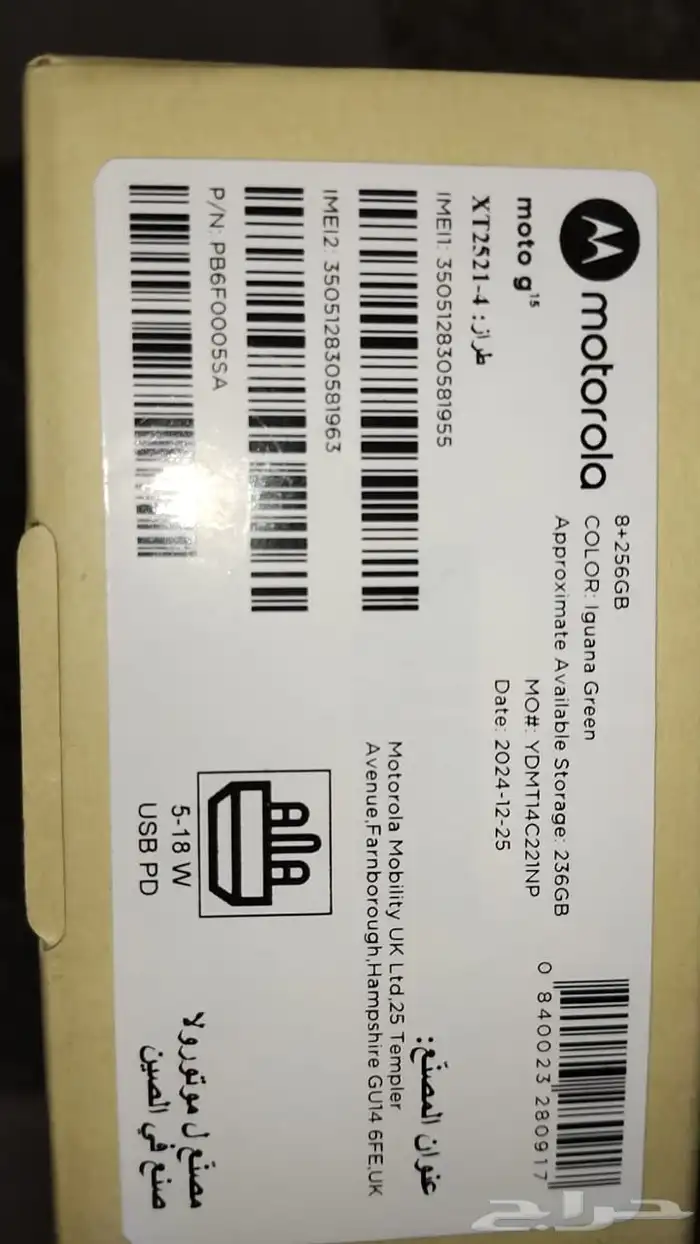 motorola
moto g15
XT2521-4 : طراز
IMEI1: 350512830581955
IMEI2: 350512830581963
P/N: PB6F0005SA
8+256GB
COLOR: Iguana Green
Approximate Available Storage: 236GB
MO#: YDMT14C221NP
Date: 2024-12-25
0 840023 280917
عنوان المصنّع:
Motorola Mobility UK Ltd,25 Templer
Avenue,Farnborough,Hampshire GU14 6FE,UK
5-18 W
USB PD
مصنّع ل موتورولا
صنع في الصين
حراج